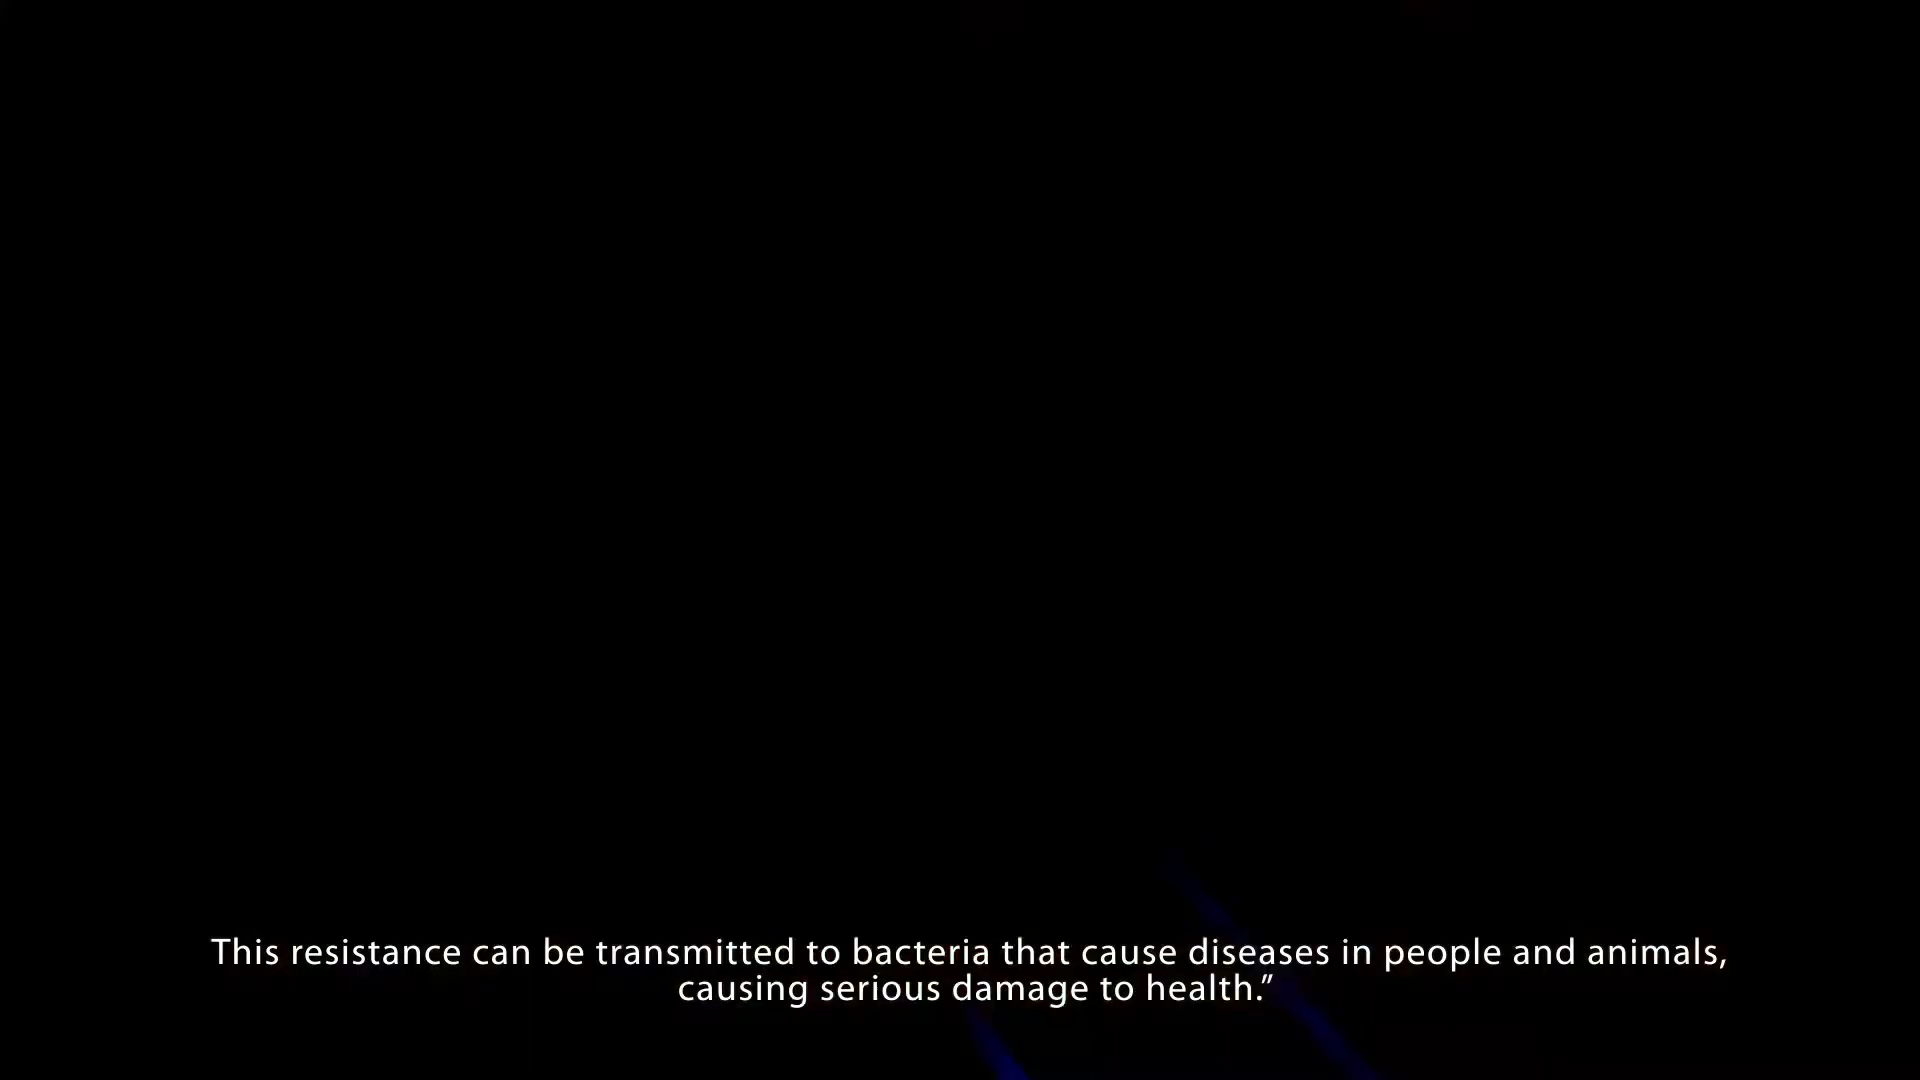 This resistance can be transmitted to bacteria that cause diseases in people and animals,
causing serious damage to health.”